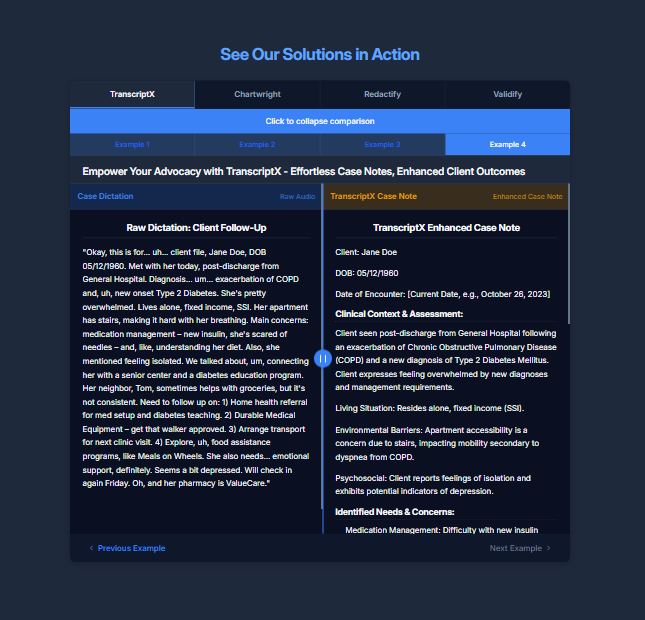 See Our Solutions in Action
TranscriptX
Chartwright
Redactify
Validify
Click to collapse comparison
Example 1
Example 2
Example 3
Example 4
Empower Your Advocacy with TranscriptX - Effortless Case Notes, Enhanced Client Outcomes
Case Dictation
Raw Audio
Raw Dictation: Client Follow-Up
"Okay, this is for... uh... client file, Jane Doe, DOB
05/12/1960. Met with her today, post-discharge from
General Hospital. Diagnosis... um... exacerbation of COPD
and, uh, new onset Type 2 Diabetes. She's pretty
overwhelmed. Lives alone, fixed income, SSI. Her apartment
has stairs, making it hard with her breathing. Main concerns:
medication management – new insulin, she's scared of
needles – and, like, understanding her diet. Also, she
mentioned feeling isolated. We talked about, um, connecting
her with a senior center and a diabetes education program.
Her neighbor, Tom, sometimes helps with groceries, but it's
not consistent. Need to follow up on: 1) Home health referral
for med setup and diabetes teaching. 2) Durable Medical
Equipment – get that walker approved. 3) Arrange transport
for next clinic visit. 4) Explore, uh, food assistance
programs, like Meals on Wheels. She also needs... emotional
support, definitely. Seems a bit depressed. Will check in
again Friday. Oh, and her pharmacy is ValueCare."
TranscriptX Case Note
Enhanced Case Note
TranscriptX Enhanced Case Note
Client: Jane Doe
DOB: 05/12/1960
Date of Encounter: [Current Date, e.g., October 26, 2023]
Clinical Context & Assessment:
Client seen post-discharge from General Hospital following
an exacerbation of Chronic Obstructive Pulmonary Disease
(COPD) and a new diagnosis of Type 2 Diabetes Mellitus.
Client expresses feeling overwhelmed by new diagnoses
and management requirements.
Living Situation: Resides alone, fixed income (SSI).
Environmental Barriers: Apartment accessibility is a
concern due to stairs, impacting mobility secondary to
dyspnea from COPD.
Psychosocial: Client reports feelings of isolation and
exhibits potential indicators of depression.
Identified Needs & Concerns:
Medication Management: Difficulty with new insulin
‹ Previous Example
Next Example ›